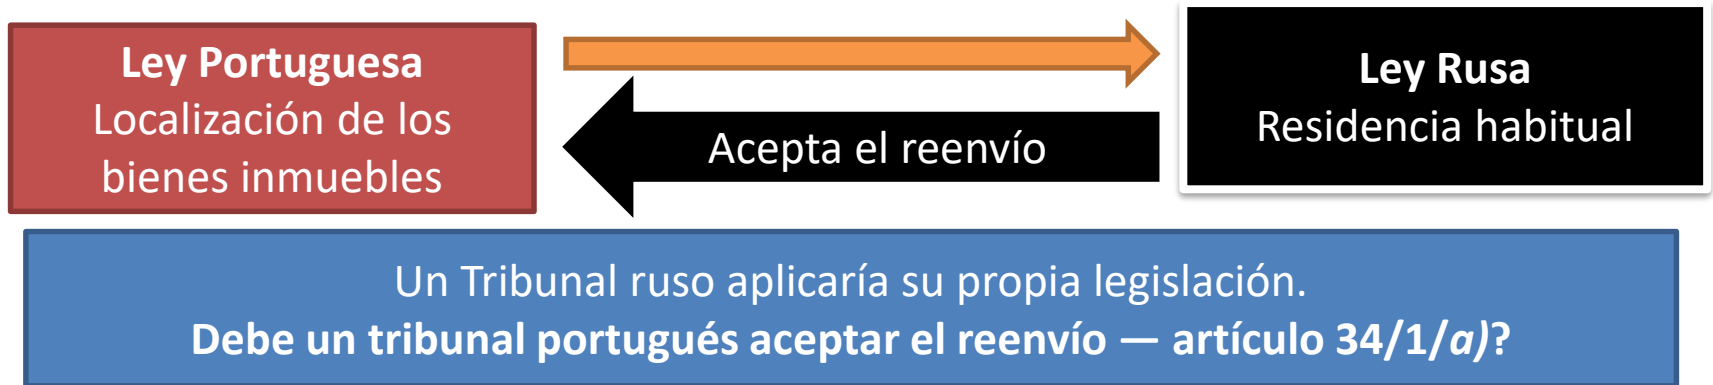 Ley Portuguesa
Localización de los
bienes inmuebles
Acepta el reenvío
Ley Rusa
Residencia habitual
Un Tribunal ruso aplicaría su propia legislación.
Debe un tribunal portugués aceptar el reenvío — artículo 34/1/a)?